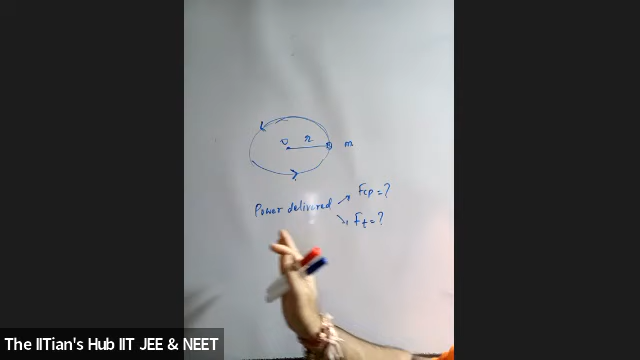 O r m
Power delivered
Fcp = ?
Ft = ?
The IITian's Hub IIT JEE & NEET